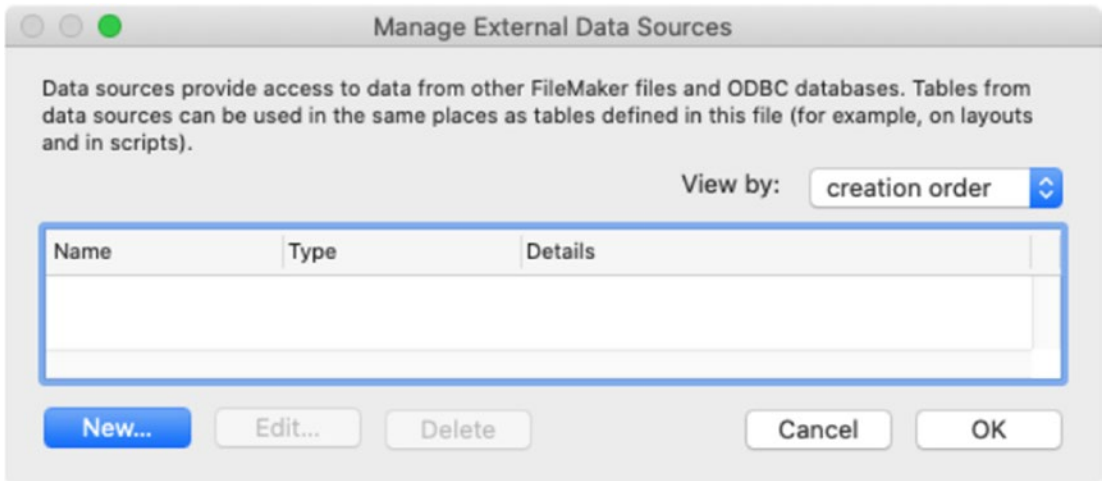 Manage External Data Sources
Data sources provide access to data from other FileMaker files and ODBC databases. Tables from
data sources can be used in the same places as tables defined in this file (for example, on layouts
and in scripts).
View by: creation order
Name Type Details
New... Edit... Delete Cancel OK